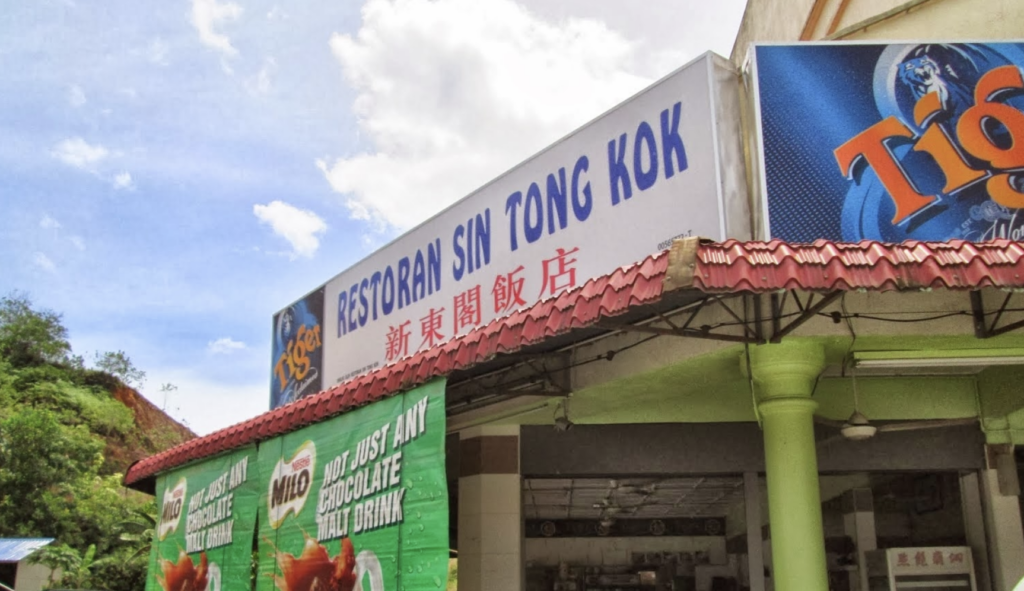 RESTORAN SIN TONG KOK
新東閣飯店
Tiger
Tiger
Nestlé
MILO
NOT JUST ANY
CHOCOLATE
MALT DRINK
MILO
NOT JUST ANY
CHOCOLATE
MALT DRINK